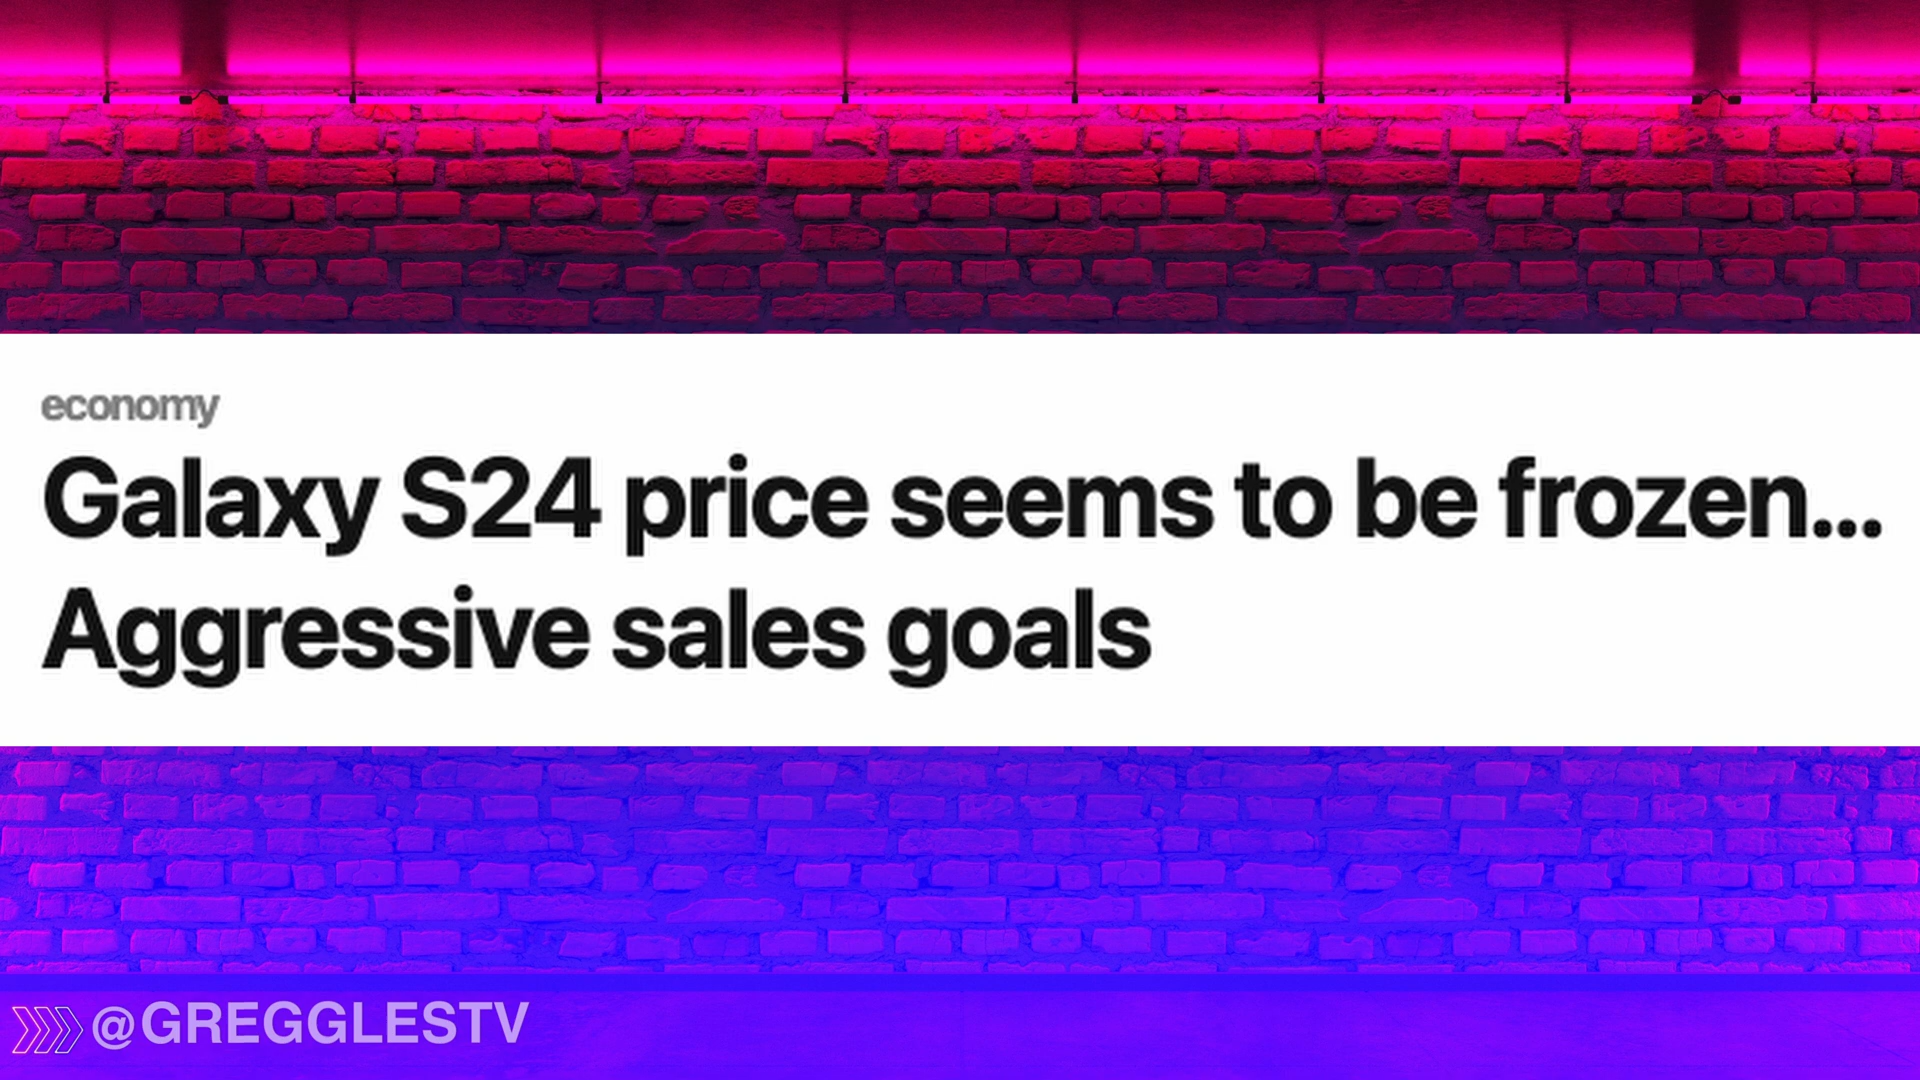 economy
Galaxy S24 price seems to be frozen...
Aggressive sales goals
@GREGGLESTV